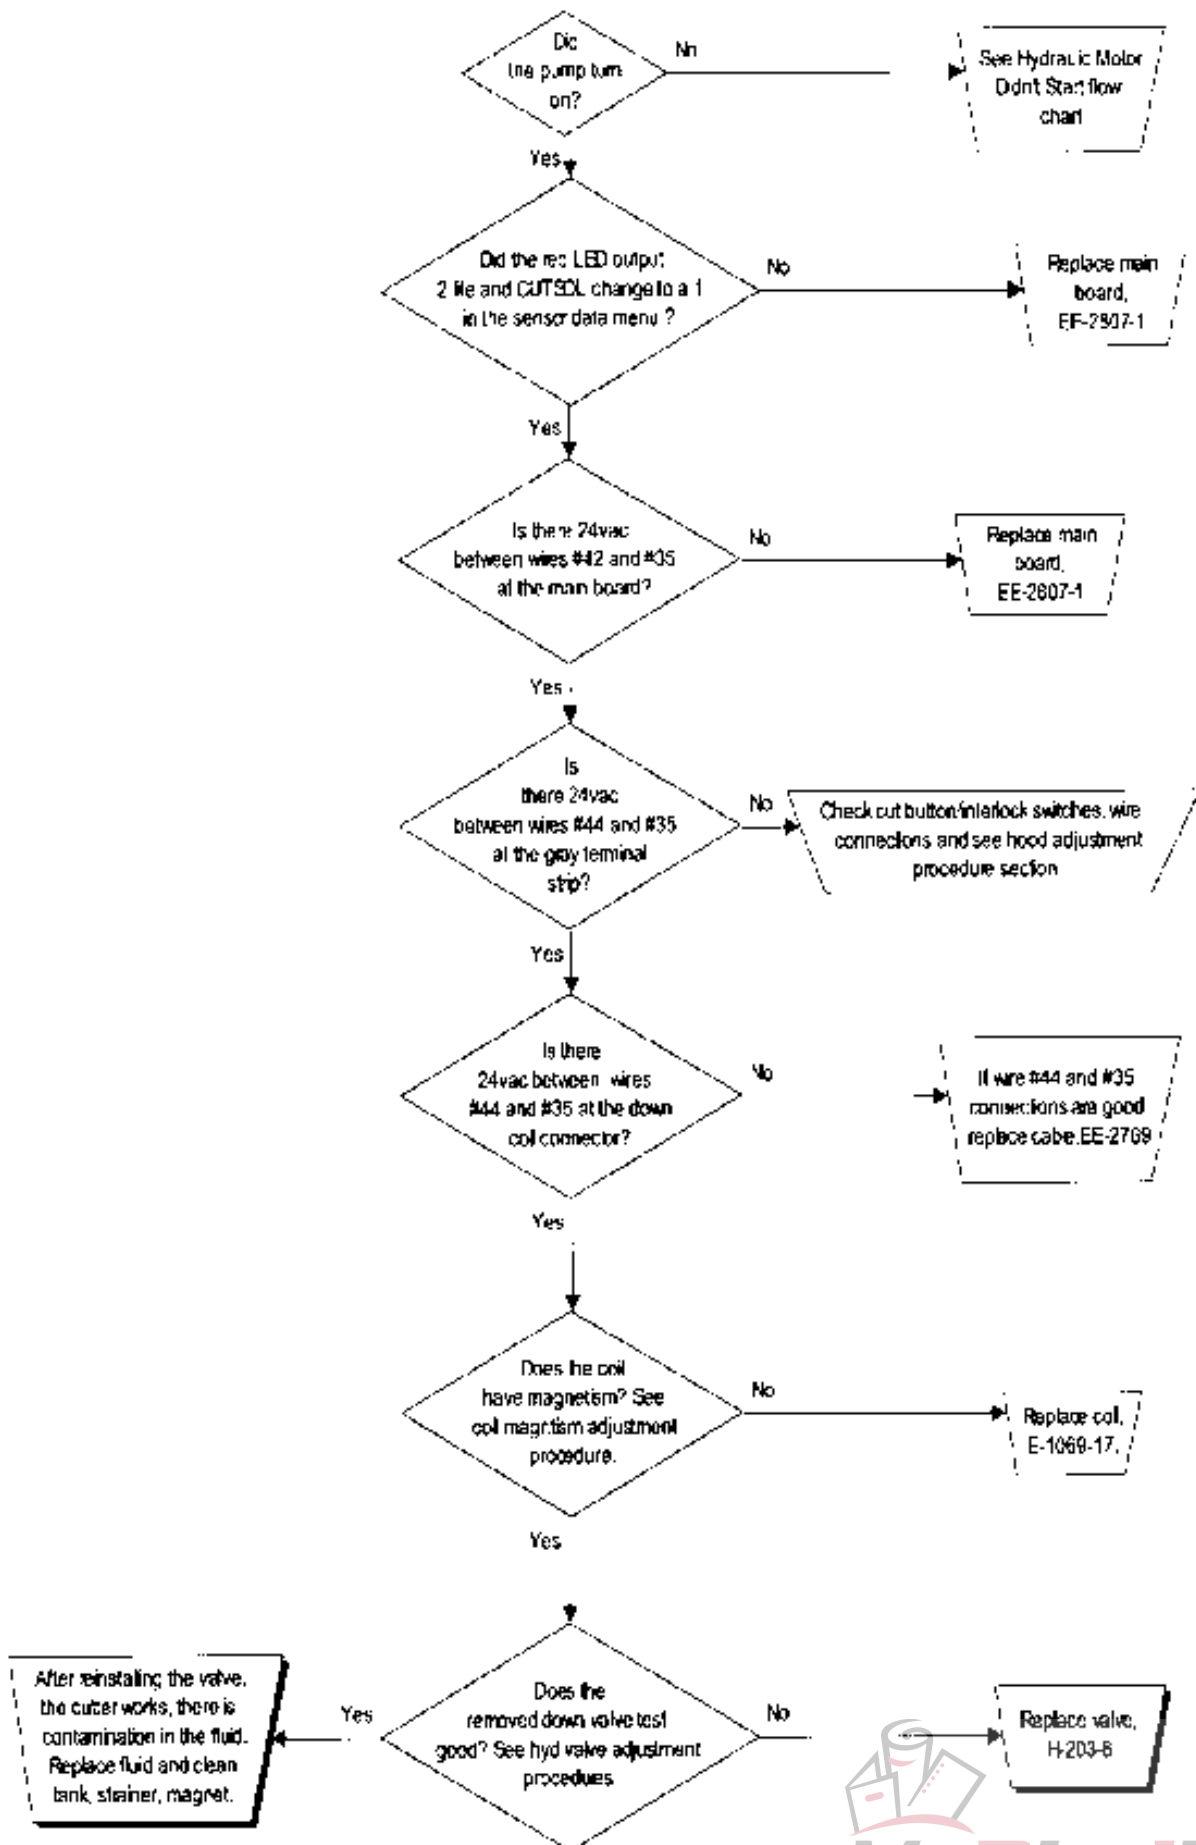 Did
the pump turn
on?
No
See Hydraulic Motor
Didn't Start flow
chart
Yes
Did the red LED output
2 lite and CUTSOL change to a 1
in the sensor data menu ?
No
Replace main
board,
EE-2807-1
Yes
Is there 24vac
between wires #42 and #35
at the main board?
No
Replace main
board,
EE-2807-1
Yes
Is
there 24vac
between wires #44 and #35
at the gray terminal
strip?
No
Check cut button/interlock switches, wire
connections and see hood adjustment
procedure section
Yes
Is there
24vac between wires
#44 and #35 at the down
coil connector?
No
If wire #44 and #35
connections are good
replace cable,EE-2769
Yes
Does the coil
have magnetism? See
coil magntism adjustment
procedure.
No
Replace coil,
E-1069-17.
Yes
Does the
removed down valve test
good? See hyd valve adjustment
procedures
Yes
After reinstalling the valve,
the cutter works, there is
contamination in the fluid.
Replace fluid and clean
tank, strainer, magnet.
No
Replace valve,
H-203-6